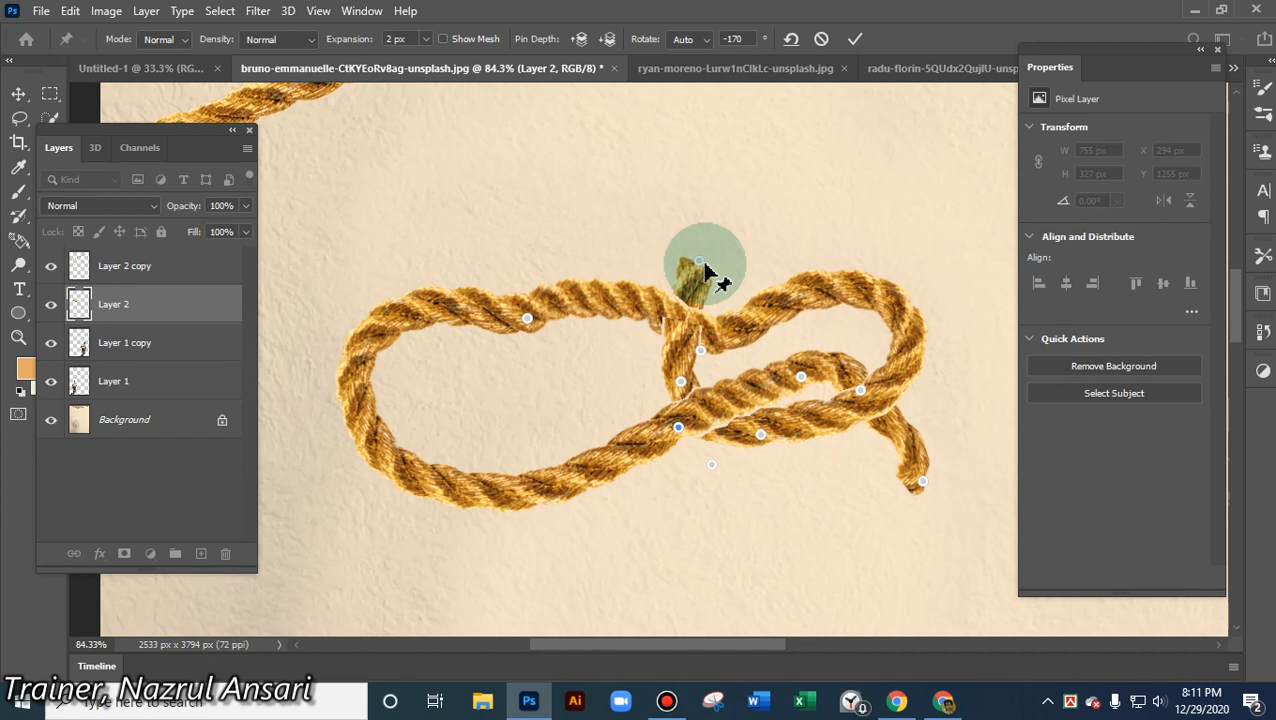 Ps File Edit Image Layer Type Select Filter 3D View Window Help
Mode: Normal Density: Normal Expansion: 2 px Show Mesh Pin Depth: Rotate: Auto -170 °
Untitled-1 @ 33.3% (RG... × bruno-emmanuelle-CtKYEoRv8ag-unsplash.jpg @ 84.3% (Layer 2, RGB/8) * × ryan-moreno-Lurw1nClkLc-unsplash.jpg × radu-florin-5QUdx2QujlU-unsp
Properties
Pixel Layer
Transform
W 755 px X 294 px
H 327 px Y 1255 px
0.00°
Align and Distribute
Align:
Quick Actions
Remove Background
Select Subject
Layers 3D Channels
Kind
Normal Opacity: 100%
Lock: Fill: 100%
Layer 2 copy
Layer 2
Layer 1 copy
Layer 1
Background
fx
84.33% 2533 px x 3794 px (72 ppi)
Timeline
Trainer, Nazrul Ansari
Type here to search
Ps Ai
8:11 PM
12/29/2020
2